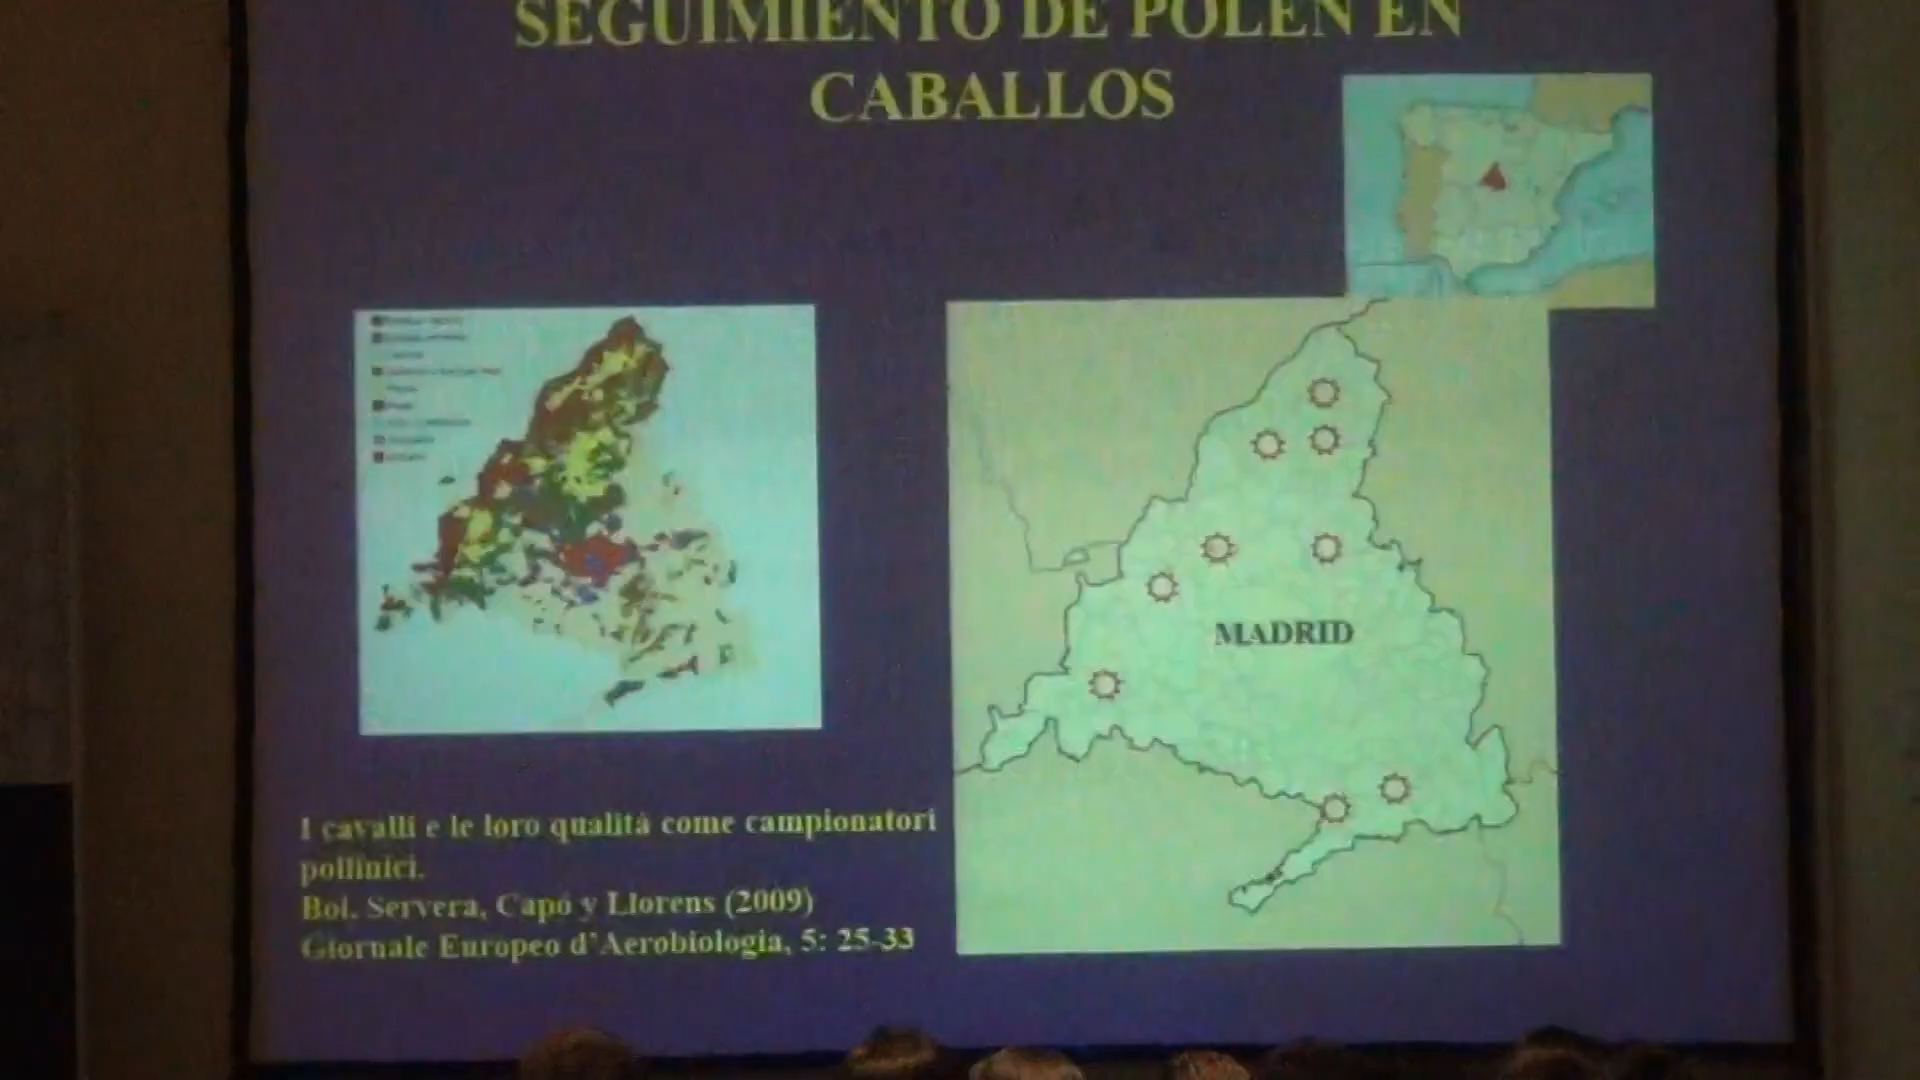 SEGUIMIENTO DE POLEN EN
CABALLOS
MADRID
I cavalli e le loro qualità come campionatori
pollinici.
Bol. Servera, Capó y Llorens (2009)
Giornale Europeo d'Aerobiologia, 5: 25-33